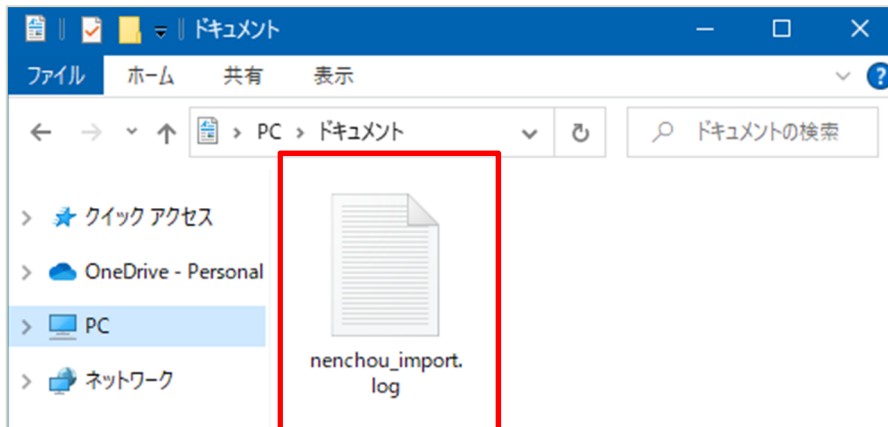 ドキュメント
ファイル ホーム 共有 表示
PC ドキュメント ドキュメントの検索
クイック アクセス
OneDrive - Personal
PC
ネットワーク
nenchou_import.
log